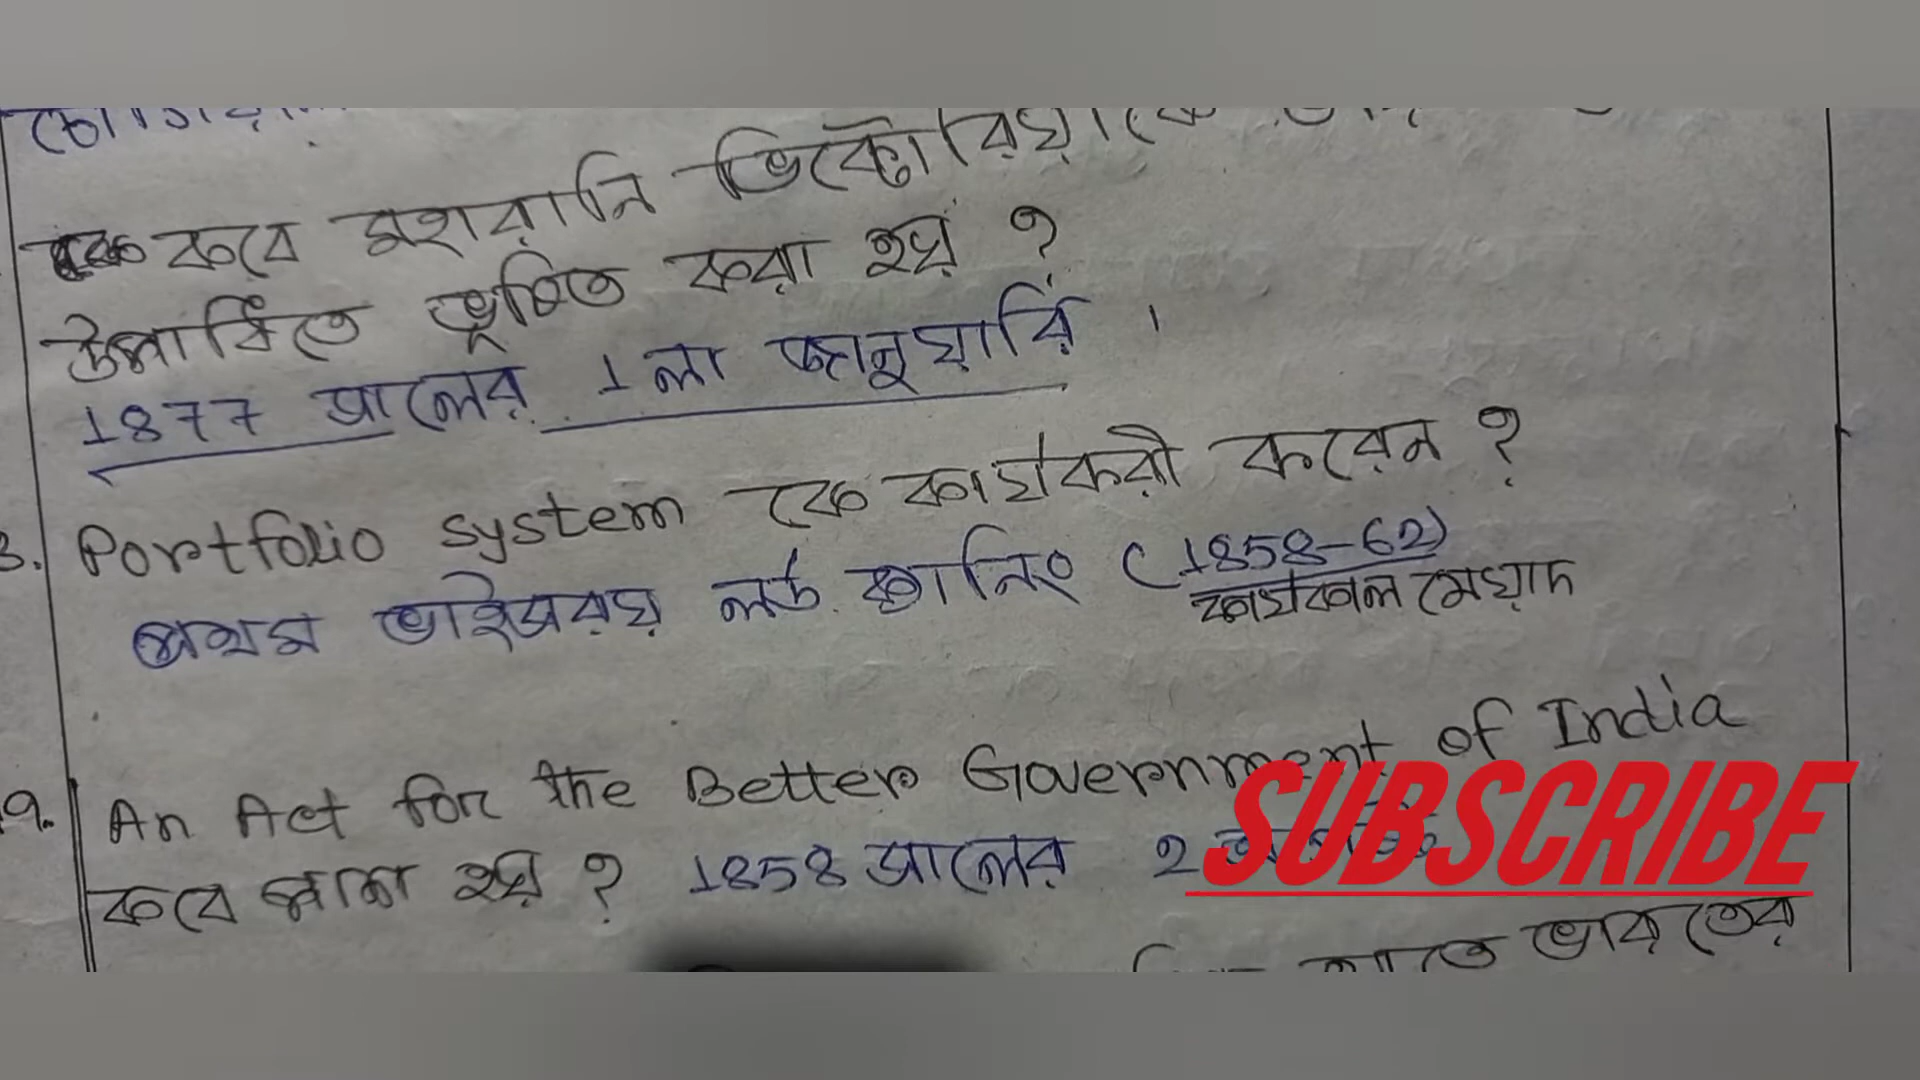 কে কবে মহারানি ভিক্টোরিয়াকে
উপাধিতে ভূষিত করা হয় ?
1877 সালের 1লা জানুয়ারি ।
Portfolio system কে কার্যকরী করেন ?
প্রথম ভাইসরয় লর্ড ক্যানিং (1858-62)
কার্যকাল মেয়াদ
9. An Act for the Better Government of India
কবে পাশ হয় ? 1858 সালের 2
SUBSCRIBE
ভারতের